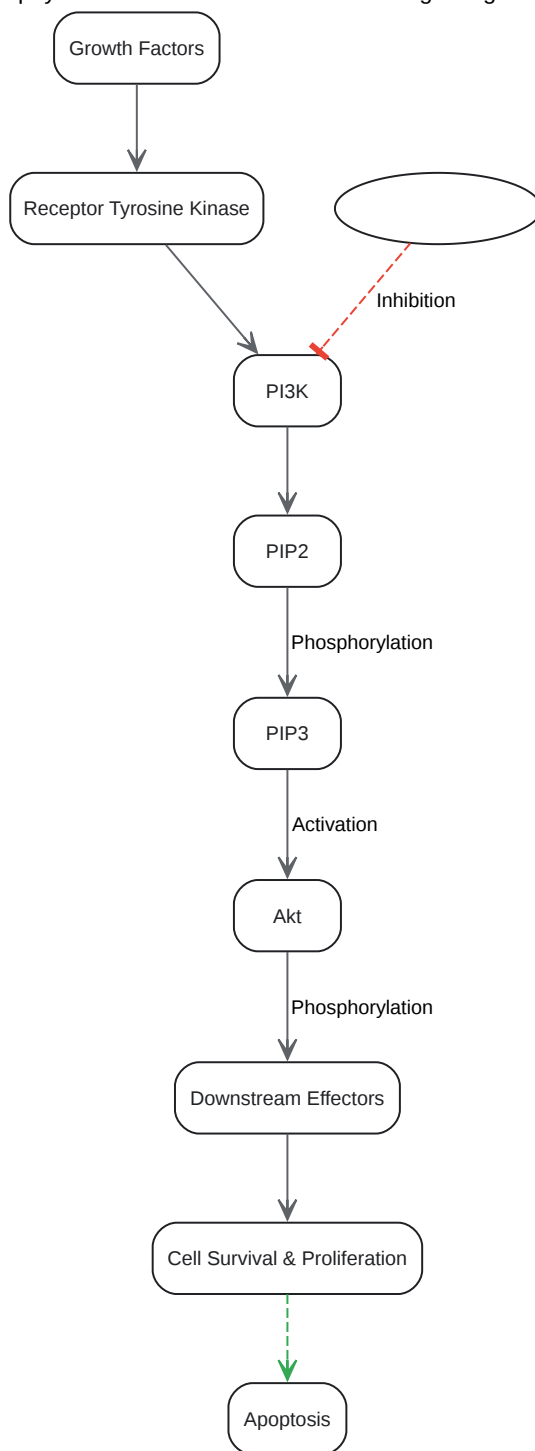 Growth Factors
Receptor Tyrosine Kinase
Inhibition
PI3K
PIP2
Phosphorylation
PIP3
Activation
Akt
Phosphorylation
Downstream Effectors
Cell Survival & Proliferation
Apoptosis